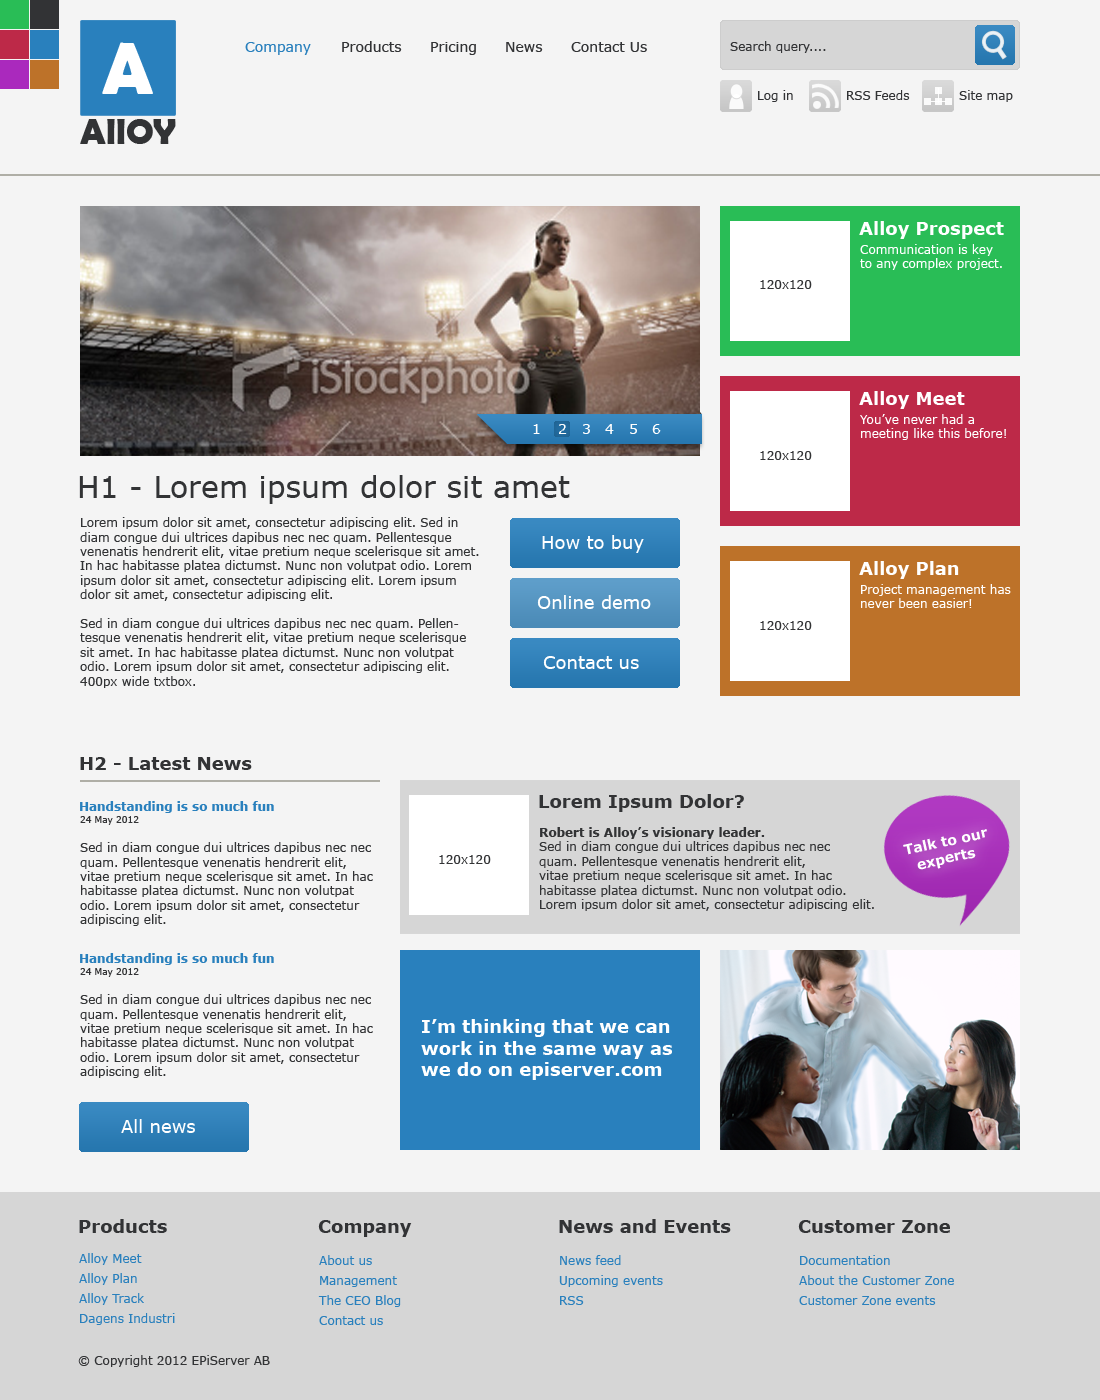 A
AlloY
Company Products Pricing News Contact Us
Search query....
Log in RSS Feeds Site map
iStockphoto
1 2 3 4 5 6
H1 - Lorem ipsum dolor sit amet
Lorem ipsum dolor sit amet, consectetur adipiscing elit. Sed in
diam congue dui ultrices dapibus nec nec quam. Pellentesque
venenatis hendrerit elit, vitae pretium neque scelerisque sit amet.
In hac habitasse platea dictumst. Nunc non volutpat odio. Lorem
ipsum dolor sit amet, consectetur adipiscing elit. Lorem ipsum
dolor sit amet, consectetur adipiscing elit.
Sed in diam congue dui ultrices dapibus nec nec quam. Pellen-
tesque venenatis hendrerit elit, vitae pretium neque scelerisque
sit amet. In hac habitasse platea dictumst. Nunc non volutpat
odio. Lorem ipsum dolor sit amet, consectetur adipiscing elit.
400px wide txtbox.
How to buy
Online demo
Contact us
120x120
Alloy Prospect
Communication is key
to any complex project.
120x120
Alloy Meet
You’ve never had a
meeting like this before!
120x120
Alloy Plan
Project management has
never been easier!
H2 - Latest News
Handstanding is so much fun
24 May 2012
Sed in diam congue dui ultrices dapibus nec nec
quam. Pellentesque venenatis hendrerit elit,
vitae pretium neque scelerisque sit amet. In hac
habitasse platea dictumst. Nunc non volutpat
odio. Lorem ipsum dolor sit amet, consectetur
adipiscing elit.
Handstanding is so much fun
24 May 2012
Sed in diam congue dui ultrices dapibus nec nec
quam. Pellentesque venenatis hendrerit elit,
vitae pretium neque scelerisque sit amet. In hac
habitasse platea dictumst. Nunc non volutpat
odio. Lorem ipsum dolor sit amet, consectetur
adipiscing elit.
All news
120x120
Lorem Ipsum Dolor?
Robert is Alloy’s visionary leader.
Sed in diam congue dui ultrices dapibus nec nec
quam. Pellentesque venenatis hendrerit elit,
vitae pretium neque scelerisque sit amet. In hac
habitasse platea dictumst. Nunc non volutpat odio.
Lorem ipsum dolor sit amet, consectetur adipiscing elit.
Talk to our
experts
I’m thinking that we can
work in the same way as
we do on episerver.com
Products
Alloy Meet
Alloy Plan
Alloy Track
Dagens Industri
Company
About us
Management
The CEO Blog
Contact us
News and Events
News feed
Upcoming events
RSS
Customer Zone
Documentation
About the Customer Zone
Customer Zone events
© Copyright 2012 EPiServer AB